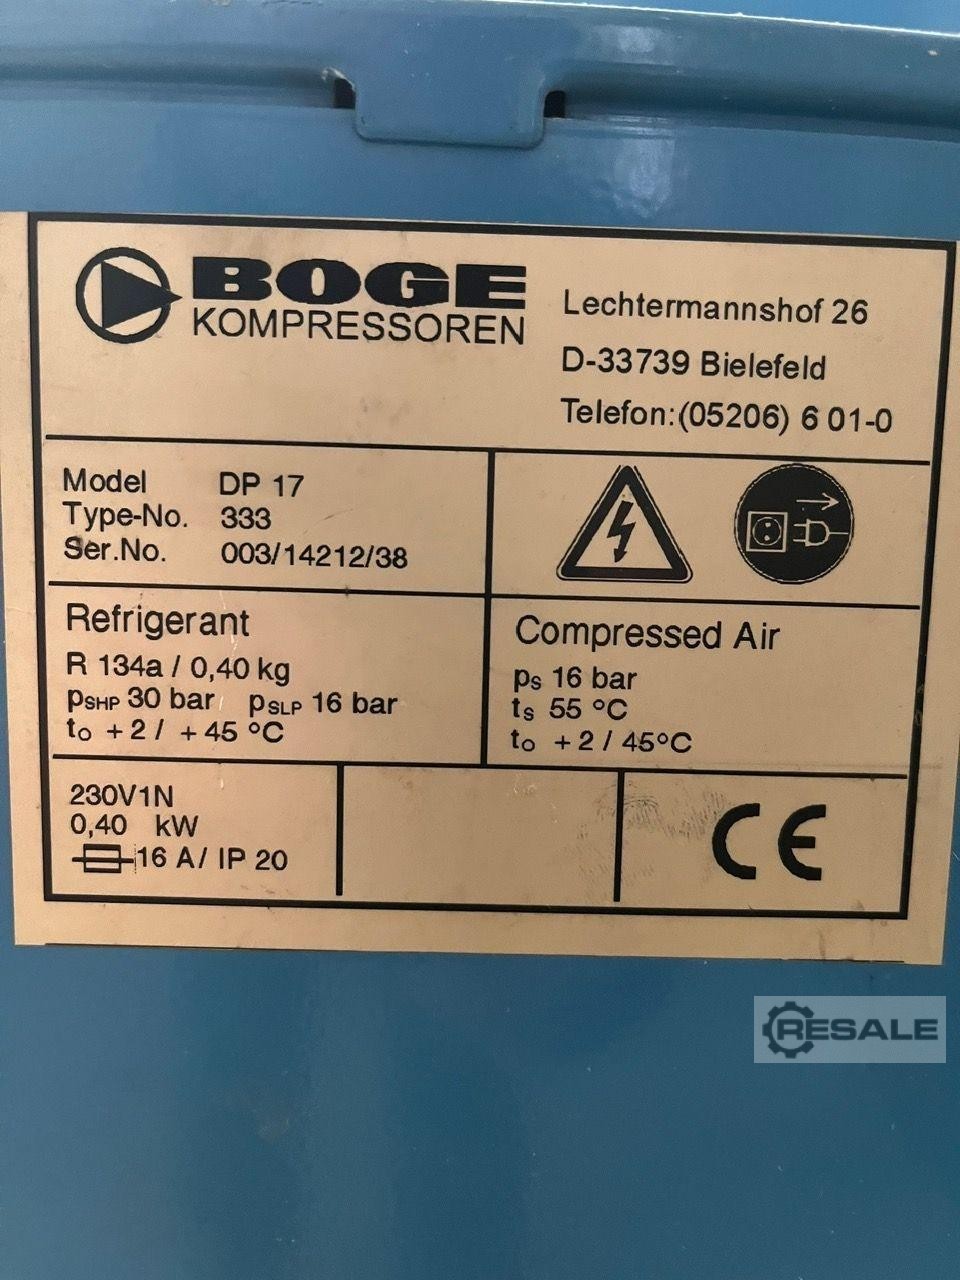 BOGE
KOMPRESSOREN
Lechtermannshof 26
D-33739 Bielefeld
Telefon:(05206) 6 01-0
Model DP 17
Type-No. 333
Ser.No. 003/14212/38
Refrigerant
R 134a / 0,40 kg
pSHP 30 bar pSLP 16 bar
to +2 / +45 °C
Compressed Air
ps 16 bar
ts 55 °C
to +2 / 45°C
230V1N
0,40 kW
16 A/ IP 20
CE
RESALE